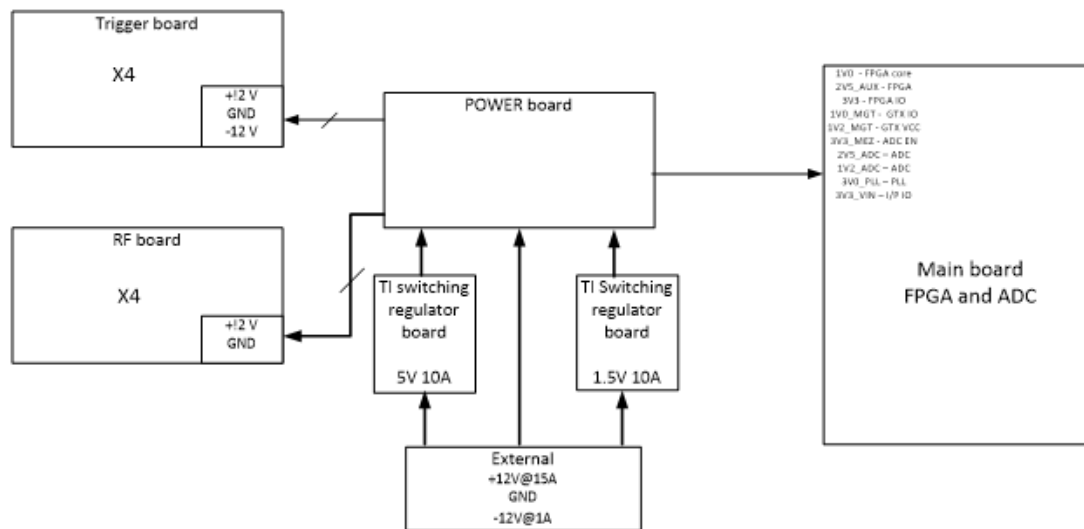 Trigger board
X4
+!2 V
GND
-12 V
POWER board
1V0 - FPGA core
2V5_AUX - FPGA
3V3 - FPGA IO
1V0_MGT - GTX IO
1V2_MGT - GTX VCC
3V3_MEZ - ADC EN
2V5_ADC – ADC
1V2_ADC – ADC
3V0_PLL – PLL
3V3_VIN – I/P IO
RF board
X4
+!2 V
GND
TI switching
regulator
board
5V 10A
TI Switching
regulator
board
1.5V 10A
Main board
FPGA and ADC
External
+12V@15A
GND
-12V@1A